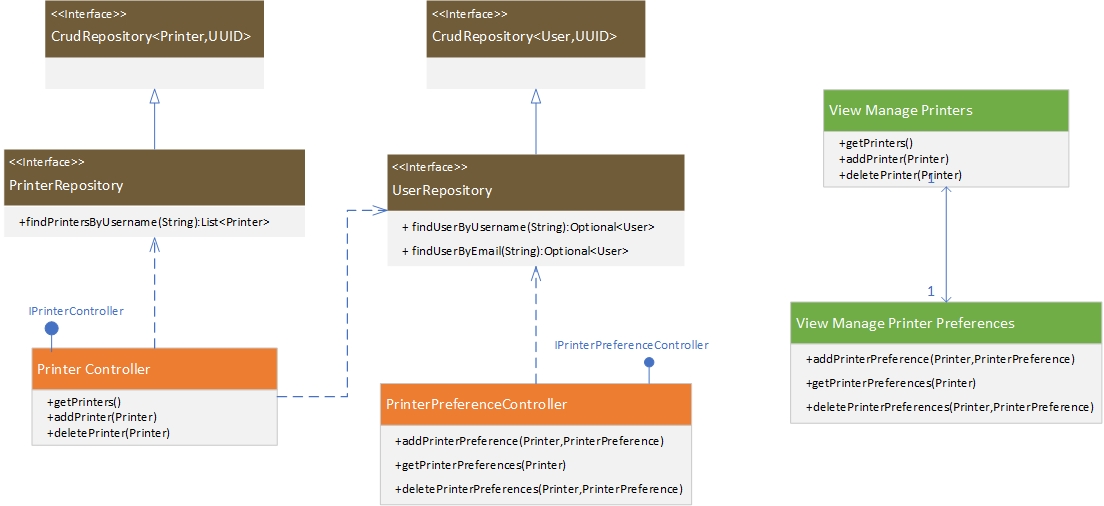 <<Interface>>
CrudRepository<Printer,UUID>
<<Interface>>
CrudRepository<User,UUID>
<<Interface>>
PrinterRepository
+findPrintersByUsername(String):List<Printer>
<<Interface>>
UserRepository
+ findUserByUsername(String):Optional<User>
+ findUserByEmail(String):Optional<User>
IPrinterController
Printer Controller
+getPrinters()
+addPrinter(Printer)
+deletePrinter(Printer)
IPrinterPreferenceController
PrinterPreferenceController
+addPrinterPreference(Printer,PrinterPreference)
+getPrinterPreferences(Printer)
+deletePrinterPreferences(Printer,PrinterPreference)
View Manage Printers
+getPrinters()
+addPrinter(Printer)
+deletePrinter(Printer)
1
1
View Manage Printer Preferences
+addPrinterPreference(Printer,PrinterPreference)
+getPrinterPreferences(Printer)
+deletePrinterPreferences(Printer,PrinterPreference)